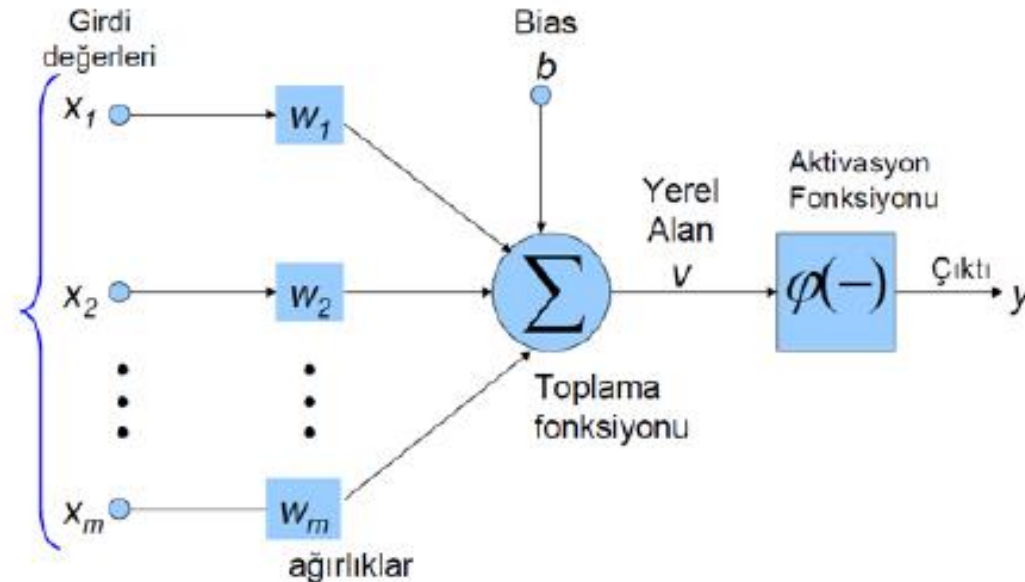 Girdi
değerleri
x1
w1
Bias
b
x2
w2
∑
Yerel
Alan
v
Aktivasyon
Fonksiyonu
φ(−)
Çıktı
y
Toplama
fonksiyonu
xm
wm
ağırlıklar